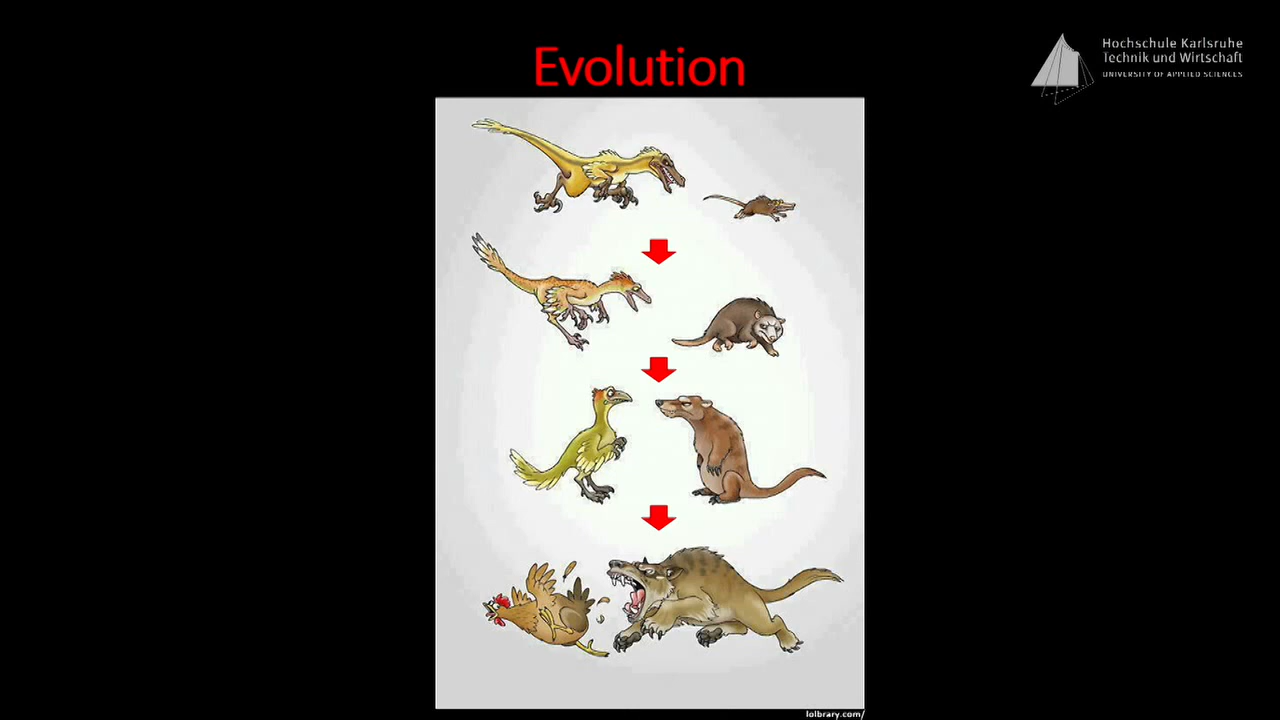 Evolution
Hochschule Karlsruhe
Technik und Wirtschaft
UNIVERSITY OF APPLIED SCIENCES
lolbrary.com/